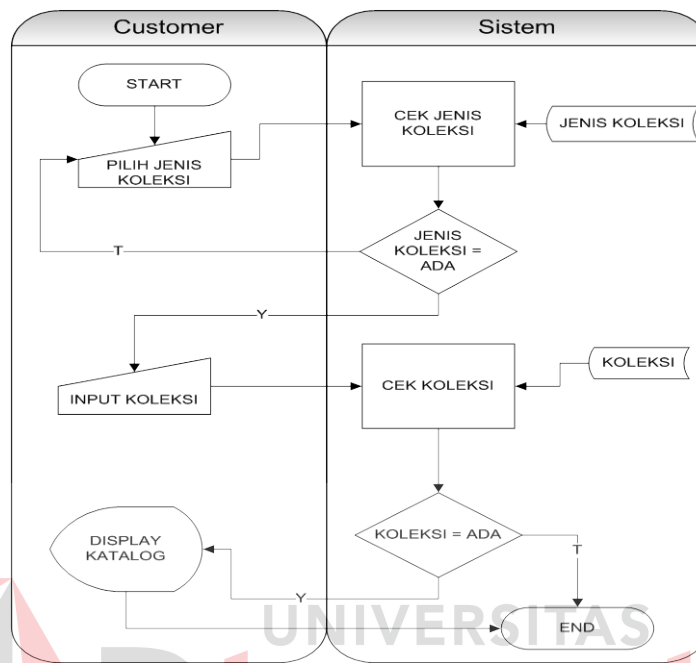 Customer
Sistem
START
PILIH JENIS
KOLEKSI
CEK JENIS
KOLEKSI
JENIS KOLEKSI
JENIS
KOLEKSI =
ADA
T
Y
INPUT KOLEKSI
CEK KOLEKSI
KOLEKSI
KOLEKSI = ADA
T
DISPLAY
KATALOG
Y
UNIVERSITAS
END